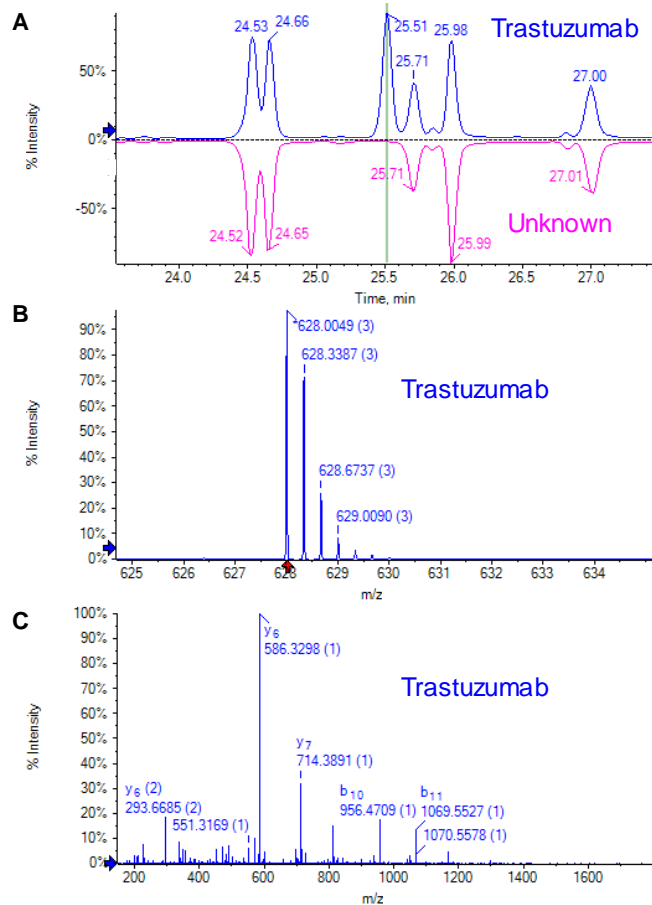 A
Trastuzumab
24.53
24.66
25.51
25.71
25.98
27.00
50%
0%
-50%
% Intensity
24.52
24.65
25.71
25.99
27.01
Unknown
24.0 24.5 25.0 25.5 26.0 26.5 27.0
Time, min
B
90%
80%
70%
60%
50%
40%
30%
20%
10%
0%
% Intensity
*628.0049 (3)
628.3387 (3)
628.6737 (3)
629.0090 (3)
Trastuzumab
625 626 627 628 629 630 631 632 633 634
m/z
C
100%
90%
80%
70%
60%
50%
40%
30%
20%
10%
0%
% Intensity
y6
586.3298 (1)
Trastuzumab
y7
714.3891 (1)
y6 (2)
293.6685 (2)
551.3169 (1)
b10
956.4709 (1)
b11
1069.5527 (1)
1070.5578 (1)
200 400 600 800 1000 1200 1400 1600
m/z